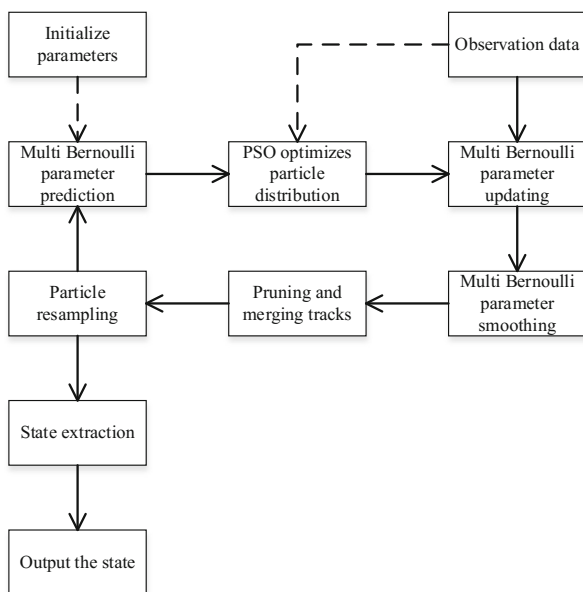 Initialize
parameters
Observation data
Multi Bernoulli
parameter
prediction
PSO optimizes
particle
distribution
Multi Bernoulli
parameter
updating
Particle
resampling
Pruning and
merging tracks
Multi Bernoulli
parameter
smoothing
State extraction
Output the state